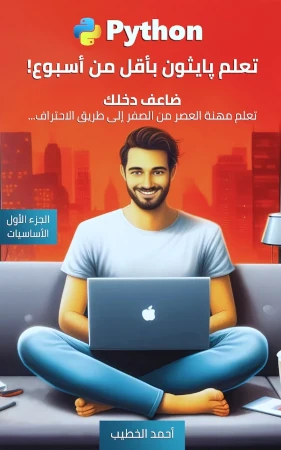 Python
تعلم پايثون بأقل من أسبوع!
ضاعف دخلك
تعلم مهنة العصر من الصفر إلى طريق الاحتراف...
الجزء الأول
الأساسيات
أحمد الخطيب